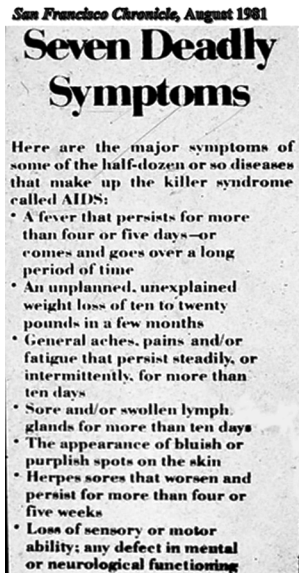 San Francisco Chronicle, August 1981
Seven Deadly
Symptoms
Here are the major symptoms of
some of the half-dozen or so diseases
that make up the killer syndrome
called AIDS:
• A fever that persists for more
than four or five days—or
comes and goes over a long
period of time
• An unplanned, unexplained
weight loss of ten to twenty
pounds in a few months
• General aches, pains and/or
fatigue that persist steadily, or
intermittently, for more than
ten days
• Sore and/or swollen lymph
glands for more than ten days
• The appearance of bluish or
purplish spots on the skin
• Herpes sores that worsen and
persist for more than four or
five weeks
• Loss of sensory or motor
ability; any defect in mental
or neurological functioning